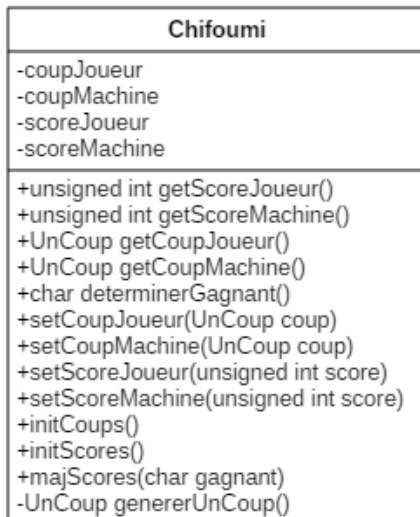 Chifoumi
-coupJoueur
-coupMachine
-scoreJoueur
-scoreMachine
+unsigned int getScoreJoueur()
+unsigned int getScoreMachine()
+UnCoup getCoupJoueur()
+UnCoup getCoupMachine()
+char determinerGagnant()
+setCoupJoueur(UnCoup coup)
+setCoupMachine(UnCoup coup)
+setScoreJoueur(unsigned int score)
+setScoreMachine(unsigned int score)
+initCoups()
+initScores()
+majScores(char gagnant)
-UnCoup genererUnCoup()